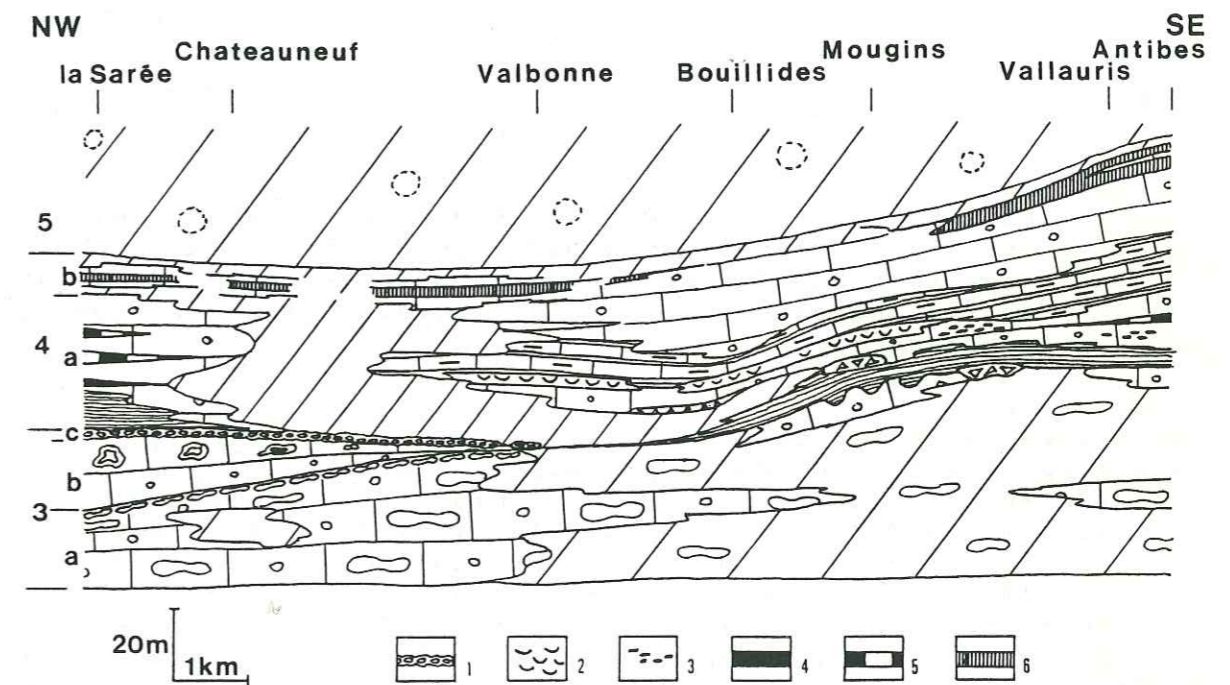 NW SE
Chateauneuf Mougins Antibes
la Sarée Valbonne Bouillides Vallauris
5
b
4
a
c
b
3
a
20m
1km
1 2 3 4 5 6